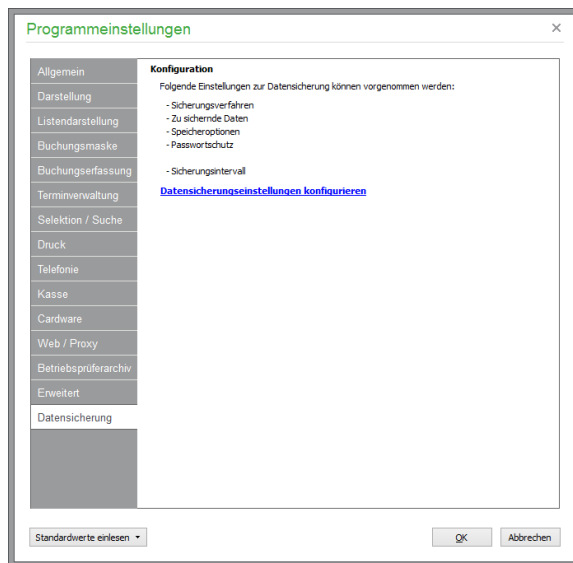 Programmeinstellungen
Allgemein
Darstellung
Listendarstellung
Buchungsmaske
Buchungserfassung
Terminverwaltung
Selektion / Suche
Druck
Telefonie
Kasse
Cardware
Web / Proxy
Betriebsprüferarchiv
Erweitert
Datensicherung
Konfiguration
Folgende Einstellungen zur Datensicherung können vorgenommen werden:
- Sicherungsverfahren
- Zu sichernde Daten
- Speicheroptionen
- Passwortschutz
- Sicherungsintervall
Datensicherungseinstellungen konfigurieren
Standardwerte einlesen
OK
Abbrechen